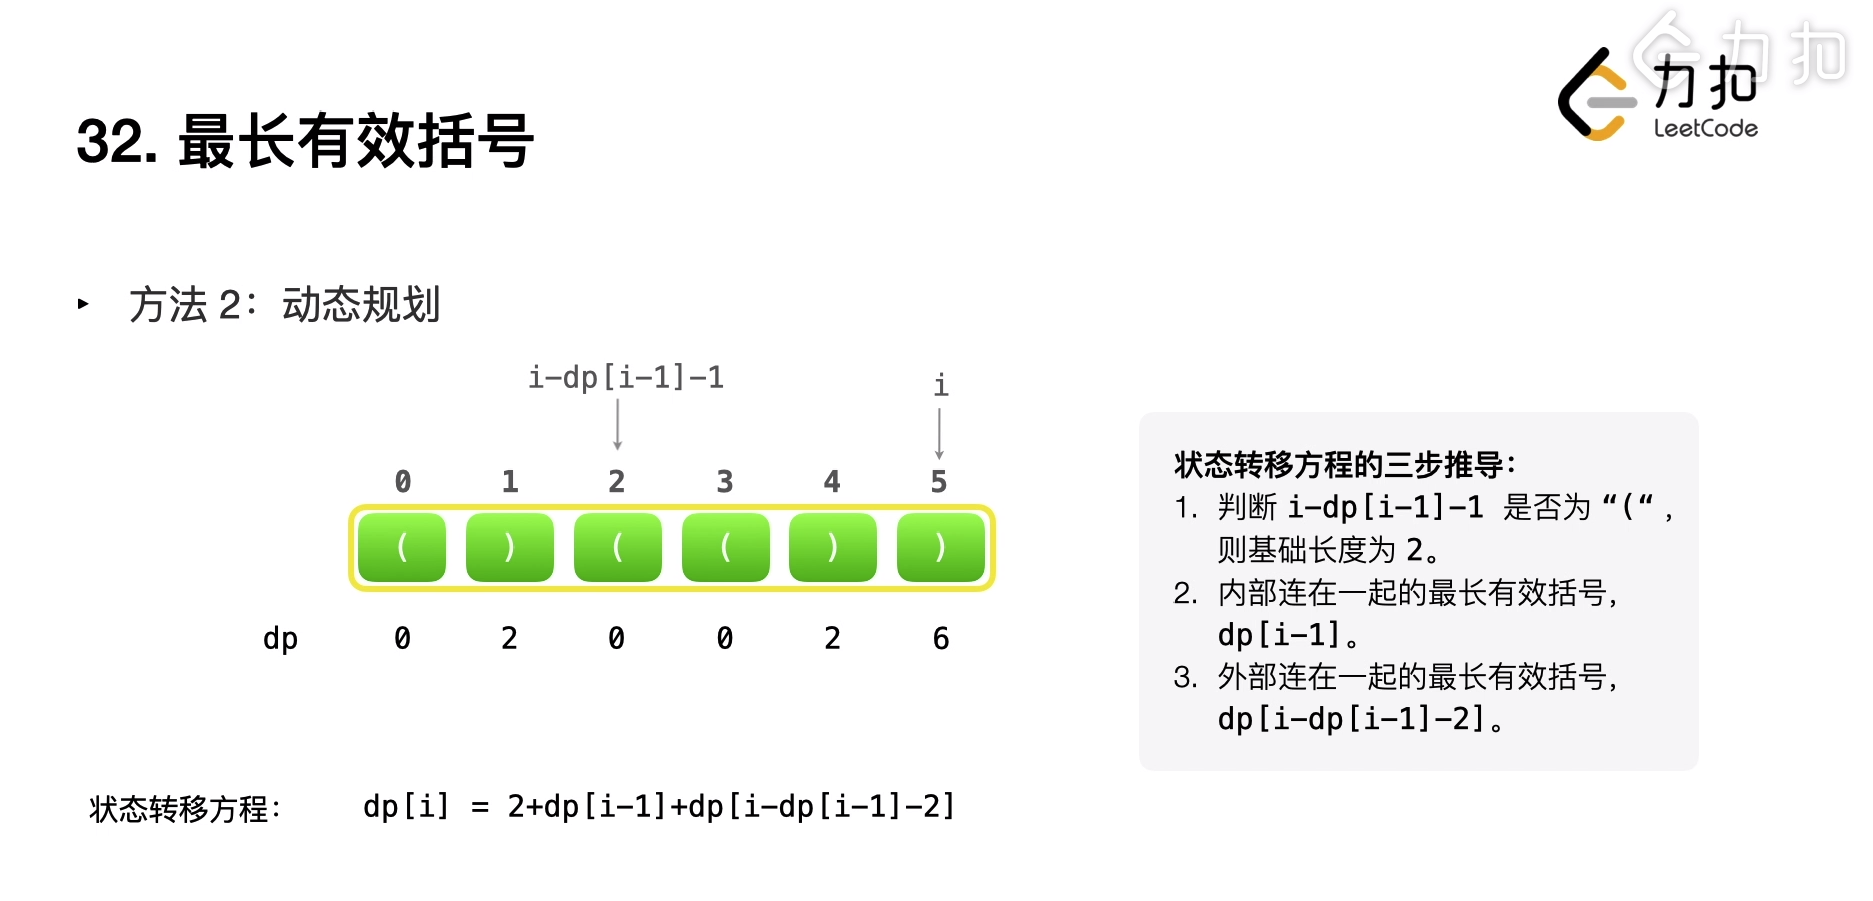 力扣
力扣
LeetCode
32. 最长有效括号
▸ 方法 2：动态规划
i-dp[i-1]-1
i
0 1 2 3 4 5
( ) ( ( ) )
dp 0 2 0 0 2 6
状态转移方程的三步推导：
1. 判断 i-dp[i-1]-1 是否为 “(“ ，
则基础长度为 2。
2. 内部连在一起的最长有效括号，
dp[i-1]。
3. 外部连在一起的最长有效括号，
dp[i-dp[i-1]-2]。
状态转移方程： dp[i] = 2+dp[i-1]+dp[i-dp[i-1]-2]